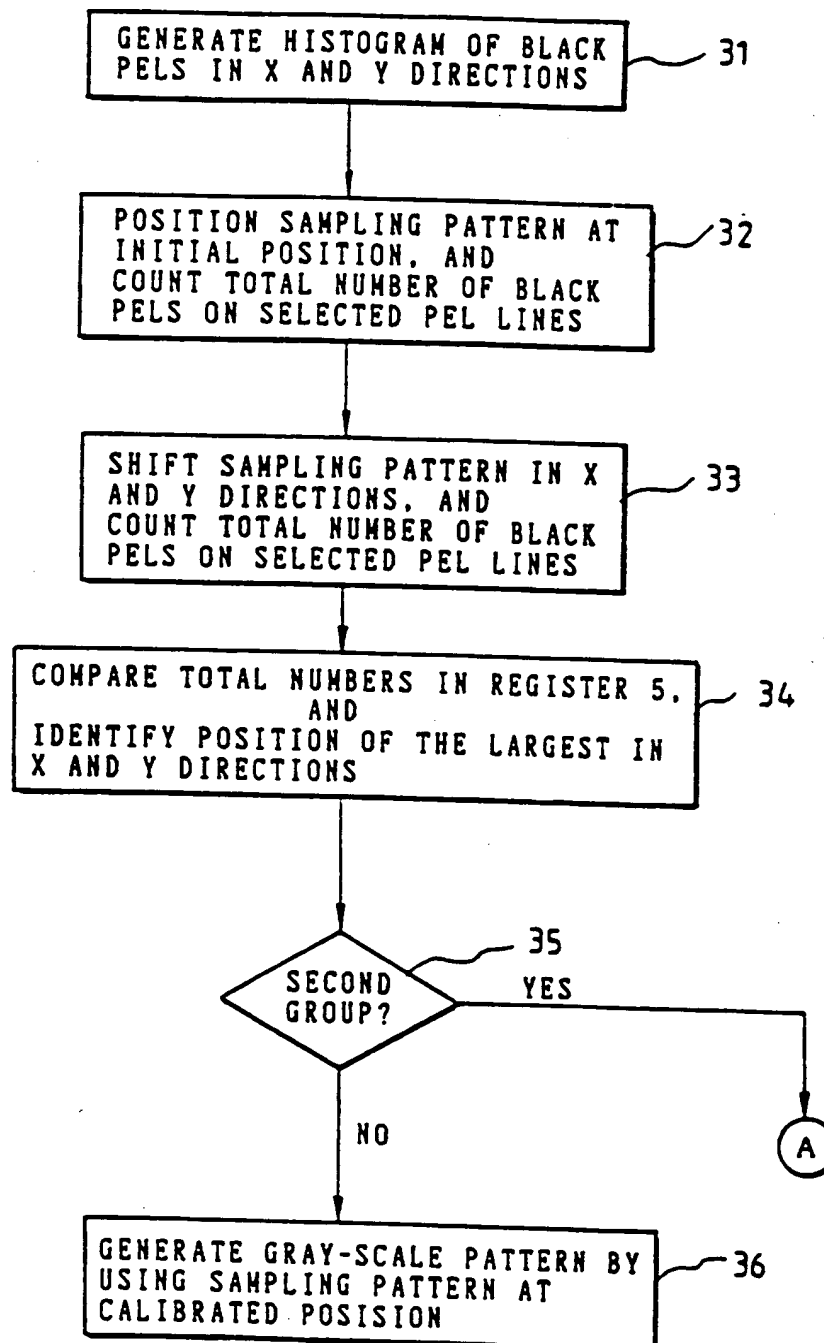 GENERATE HISTOGRAM OF BLACK
PELS IN X AND Y DIRECTIONS
31
POSITION SAMPLING PATTERN AT
INITIAL POSITION, AND
COUNT TOTAL NUMBER OF BLACK
PELS ON SELECTED PEL LINES
32
SHIFT SAMPLING PATTERN IN X
AND Y DIRECTIONS, AND
COUNT TOTAL NUMBER OF BLACK
PELS ON SELECTED PEL LINES
33
COMPARE TOTAL NUMBERS IN REGISTER 5,
AND
IDENTIFY POSITION OF THE LARGEST IN
X AND Y DIRECTIONS
34
35
SECOND
GROUP?
YES
NO
A
GENERATE GRAY-SCALE PATTERN BY
USING SAMPLING PATTERN AT
CALIBRATED POSISION
36